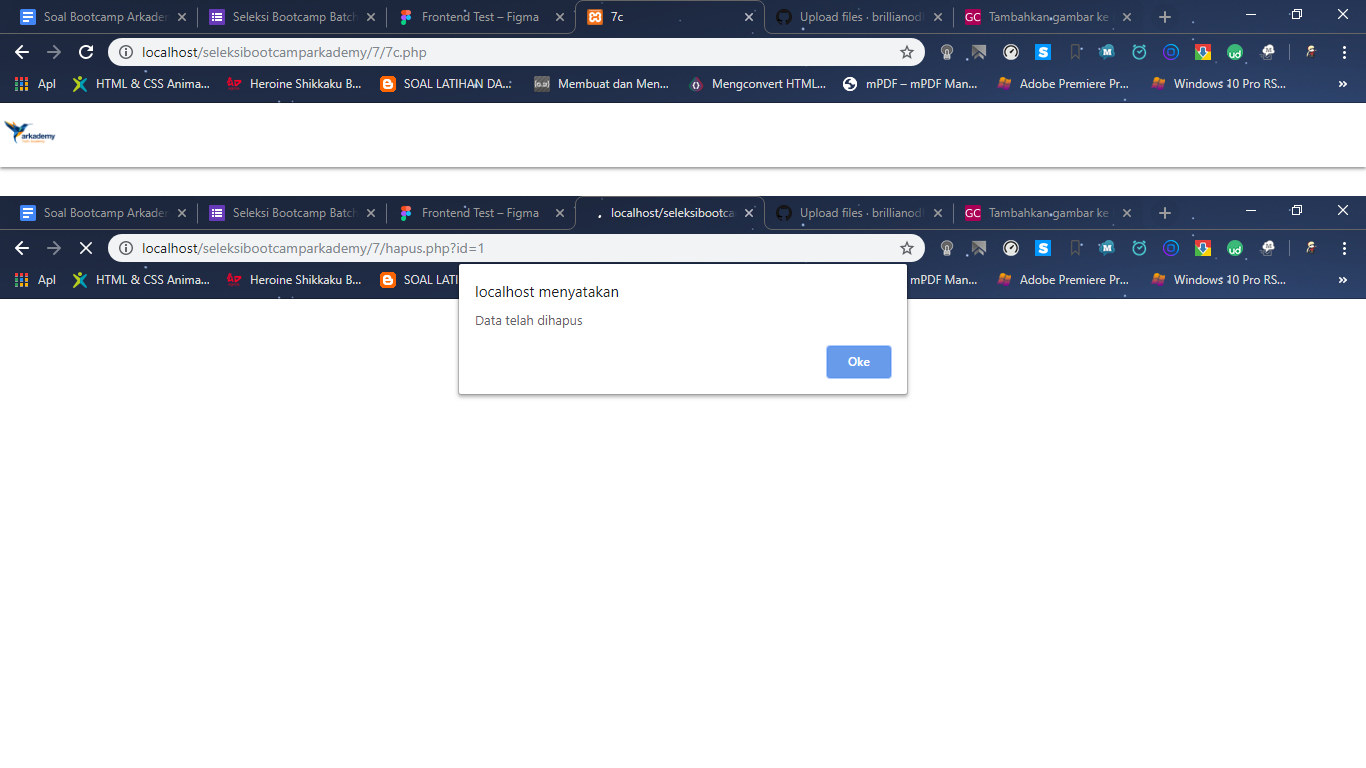 Soal Bootcamp Arkade Seleksi Bootcamp Batch Frontend Test – Figma 7c Upload files · brillianod Tambahkan gambar ke
localhost/seleksibootcamparkademy/7/7c.php
Apl HTML & CSS Anima... Heroine Shikkaku B... SOAL LATIHAN DA... Membuat dan Men... Mengconvert HTML... mPDF – mPDF Man... Adobe Premiere Pr... Windows 10 Pro RS... »
arkademy
Soal Bootcamp Arkade Seleksi Bootcamp Batch Frontend Test – Figma localhost/seleksibootca Upload files · brillianod Tambahkan gambar ke
localhost/seleksibootcamparkademy/7/hapus.php?id=1
Apl HTML & CSS Anima... Heroine Shikkaku B... SOAL LATI mPDF Man... Adobe Premiere Pr... Windows 10 Pro RS... »
localhost menyatakan
Data telah dihapus
Oke